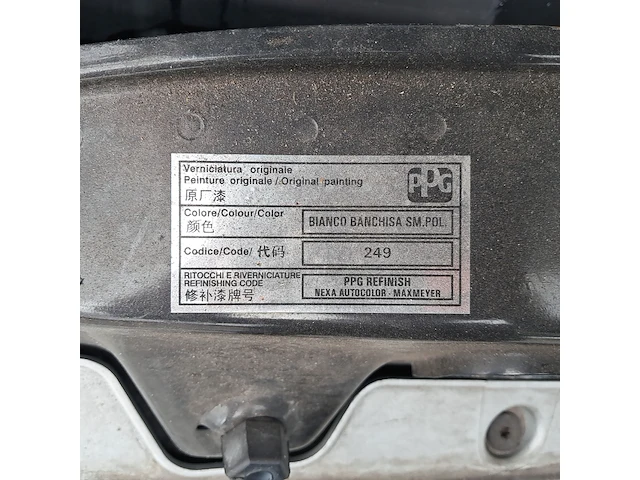 Verniciatura originale
Peinture originale/Original painting
原厂漆
PPG
Colore/Colour/Color
颜色
BIANCO BANCHISA SM.POL.
Codice/Code/代码
249
RITOCCHI E RIVERNICIATURE
REFINISHING CODE
修补漆牌号
PPG REFINISH
NEXA AUTOCOLOR - MAXMEYER